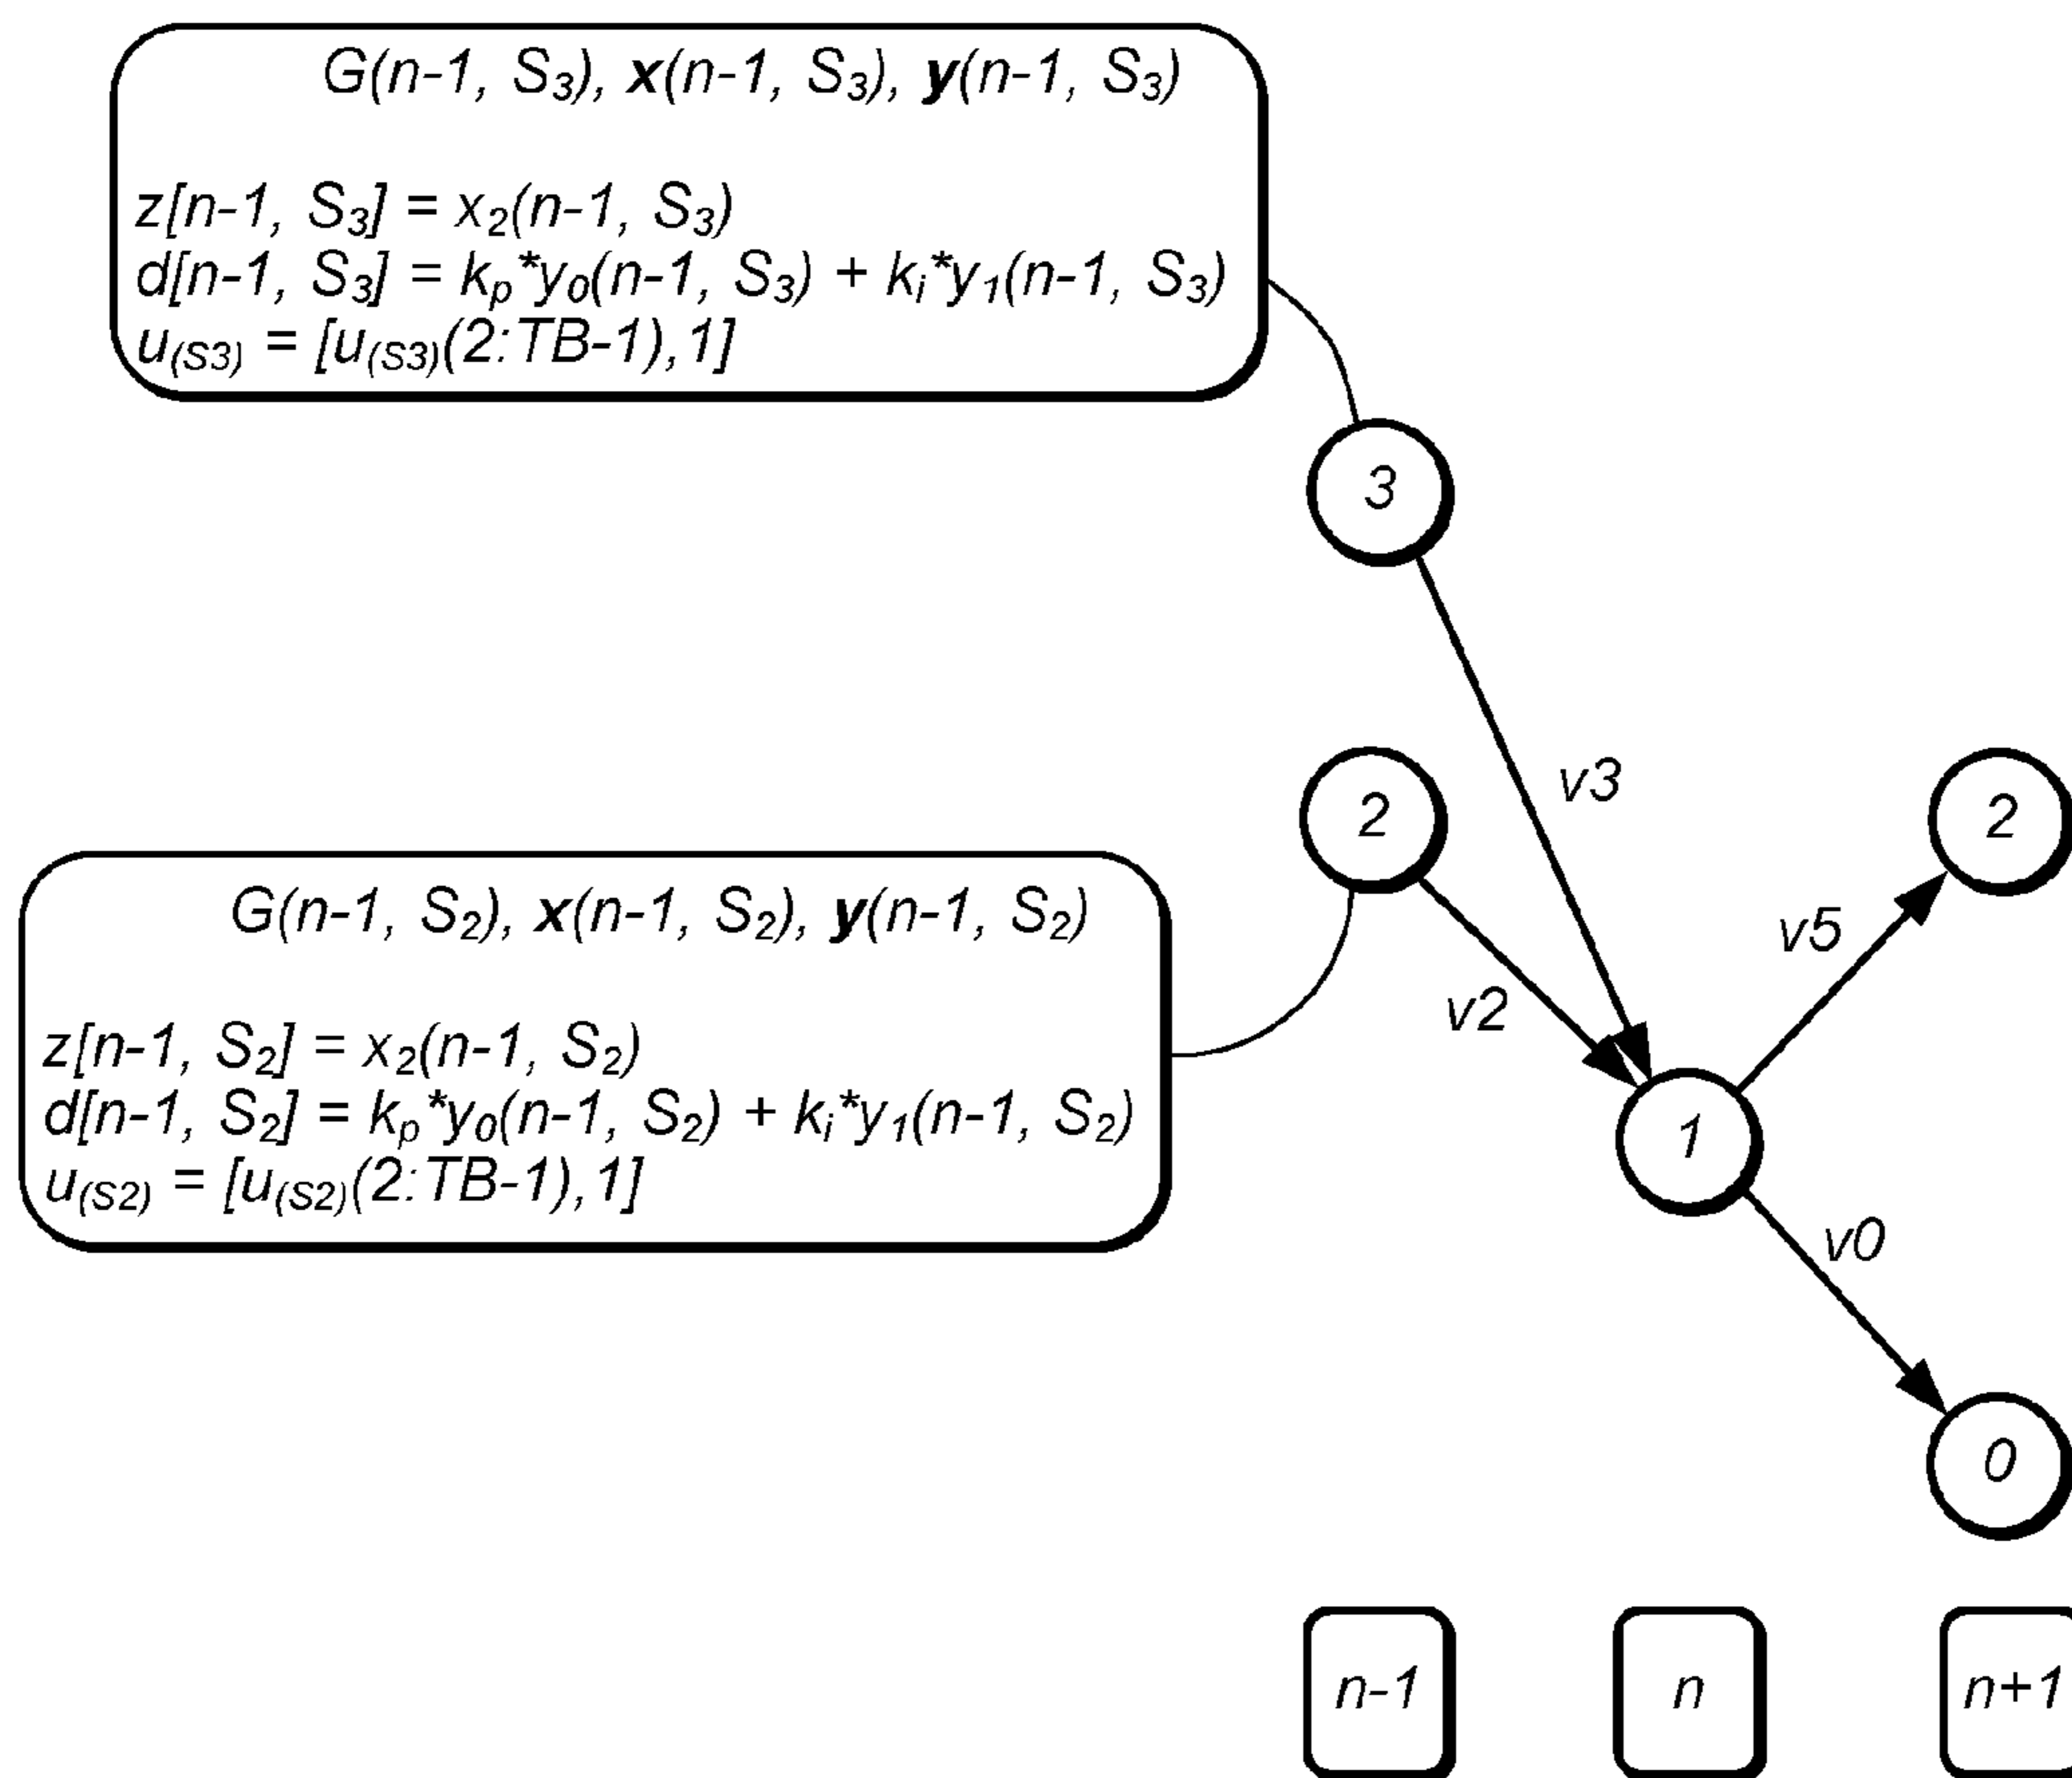 G(n-1, S3), x(n-1, S3), y(n-1, S3)
z[n-1, S3] = x2(n-1, S3)
d[n-1, S3] = kp*y0(n-1, S3) + ki*y1(n-1, S3)
u(S3) = [u(S3)(2:TB-1),1]
3
v3
2
2
G(n-1, S2), x(n-1, S2), y(n-1, S2)
v5
v2
z[n-1, S2] = x2(n-1, S2)
d[n-1, S2] = kp*y0(n-1, S2) + ki*y1(n-1, S2)
u(S2) = [u(S2)(2:TB-1),1]
1
v0
0
n-1
n
n+1